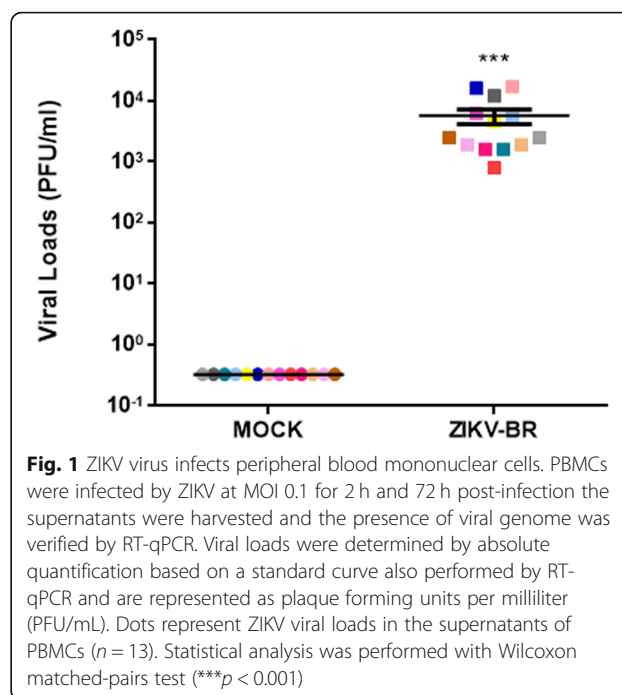 10⁵
***
10⁴
10³
10²
10¹
10⁰
10⁻¹
Viral Loads (PFU/ml)
MOCK ZIKV-BR
Fig. 1 ZIKV virus infects peripheral blood mononuclear cells. PBMCs
were infected by ZIKV at MOI 0.1 for 2 h and 72 h post-infection the
supernatants were harvested and the presence of viral genome was
verified by RT-qPCR. Viral loads were determined by absolute
quantification based on a standard curve also performed by RT-
qPCR and are represented as plaque forming units per milliliter
(PFU/mL). Dots represent ZIKV viral loads in the supernatants of
PBMCs (n = 13). Statistical analysis was performed with Wilcoxon
matched-pairs test (***p < 0.001)